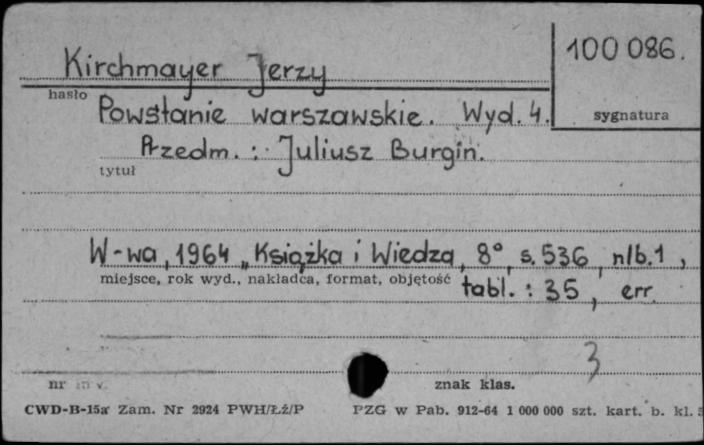 100 086.
Kirchmayer Jerzy
hasło
sygnatura
Powstanie warszawskie. Wyd. 4.
Przedm. : Juliusz Burgin.
tytuł
W-wa, 1964 „Książka i Wiedza, 8°, s. 536, nlb. 1,
miejsce, rok wyd., nakładca, format, objętość
tabl. : 35, err.
3
nr inw.
znak klas.
CWD-B-15a Zam. Nr 2924 PWH/Łż/P
PZG w Pab. 912-64 1 000 000 szt. kart. b. kl.